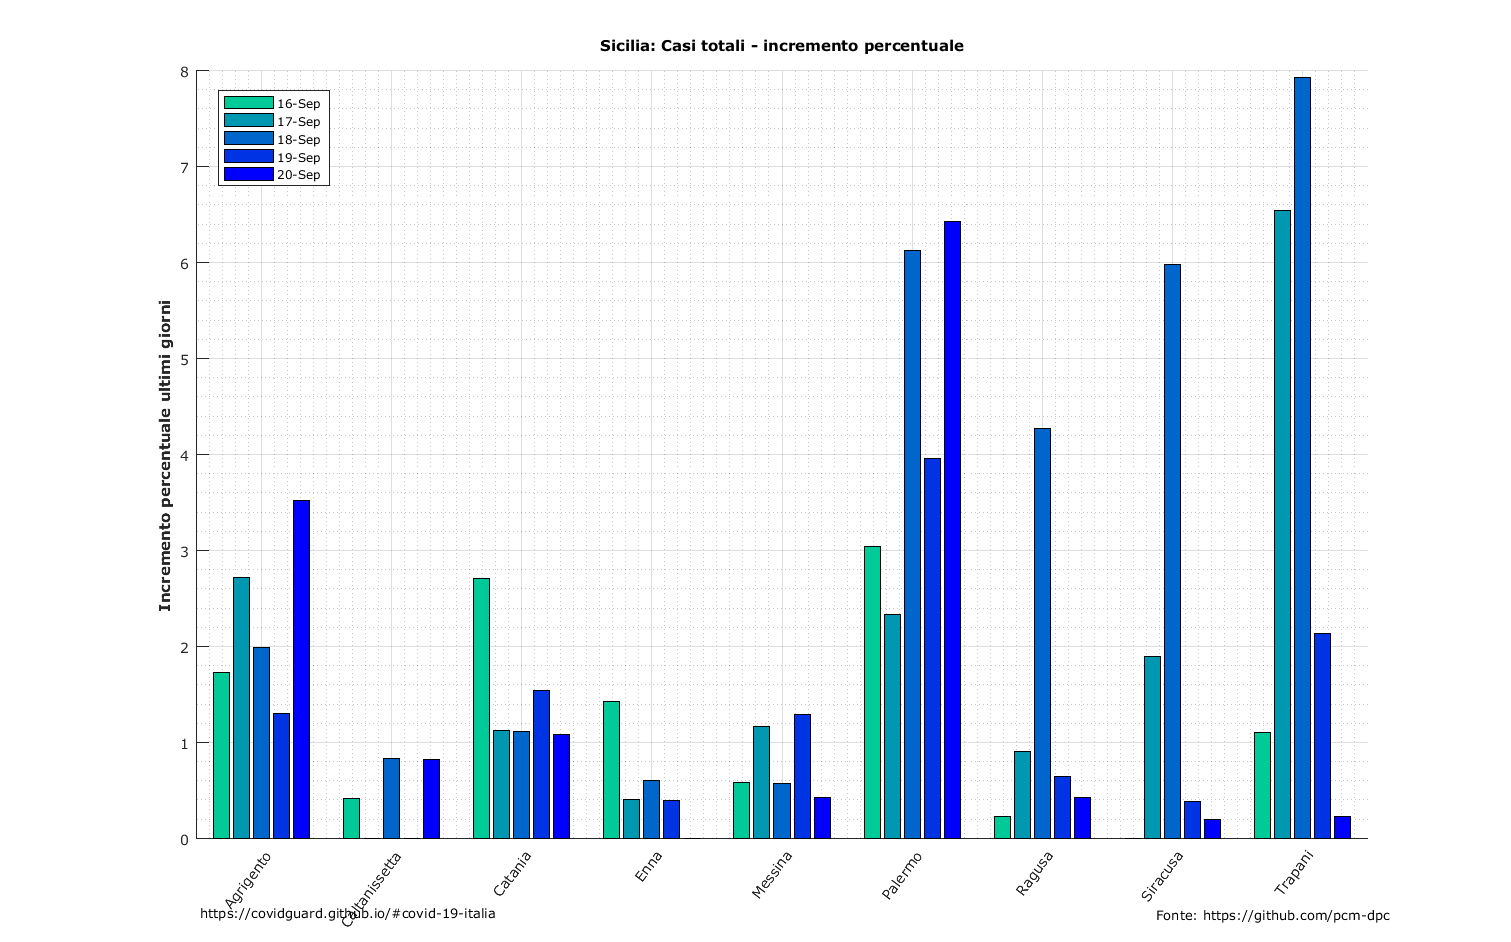 Sicilia: Casi totali - incremento percentuale
8
7
6
5
4
3
2
1
0
Incremento percentuale ultimi giorni
16-Sep
17-Sep
18-Sep
19-Sep
20-Sep
Agrigento
Caltanissetta
Catania
Enna
Messina
Palermo
Ragusa
Siracusa
Trapani
https://covidguard.github.io/#covid-19-italia
Fonte: https://github.com/pcm-dpc